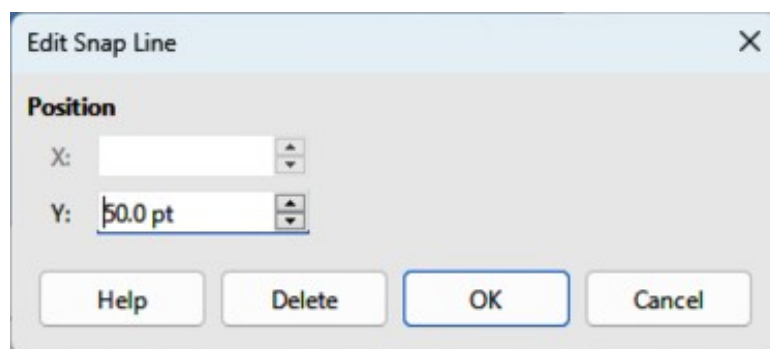 Edit Snap Line
Position
X:
Y: 50.0 pt
Help Delete OK Cancel